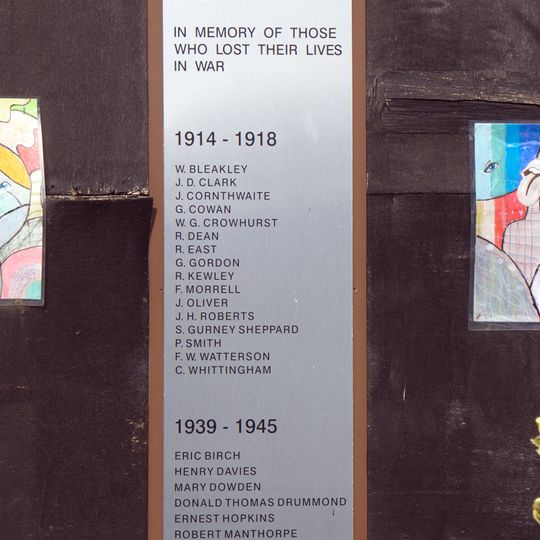 IN MEMORY OF THOSE
WHO LOST THEIR LIVES
IN WAR
1914 - 1918
W. BLEAKLEY
J. D. CLARK
J. CORNTHWAITE
G. COWAN
W. G. CROWHURST
R. DEAN
R. EAST
G. GORDON
R. KEWLEY
F. MORRELL
J. OLIVER
J. H. ROBERTS
S. GURNEY SHEPPARD
P. SMITH
F. W. WATTERSON
C. WHITTINGHAM
1939 - 1945
ERIC BIRCH
HENRY DAVIES
MARY DOWDEN
DONALD THOMAS DRUMMOND
ERNEST HOPKINS
ROBERT MANTHORPE